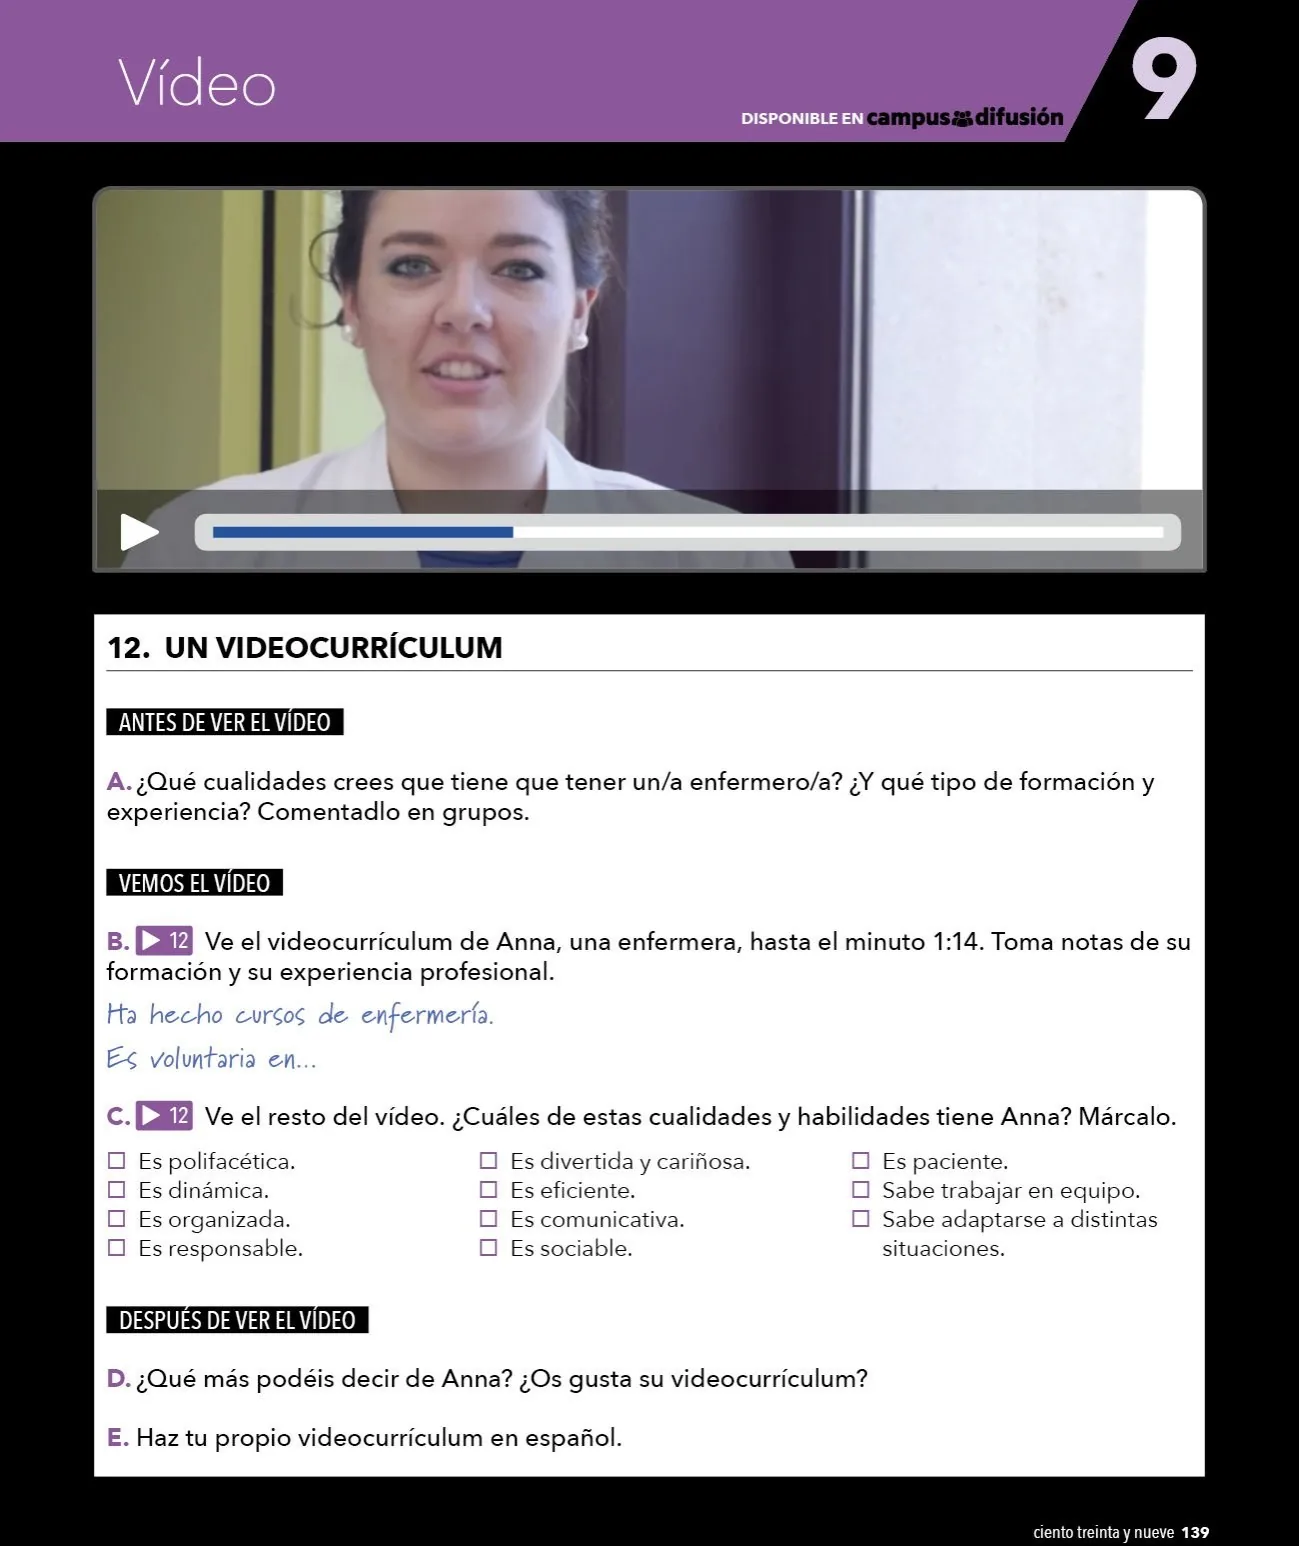 Vídeo
DISPONIBLE EN campus difusión
9
12. UN VIDEOCURRÍCULUM
ANTES DE VER EL VÍDEO
A. ¿Qué cualidades crees que tiene que tener un/a enfermero/a? ¿Y qué tipo de formación y
experiencia? Comentadlo en grupos.
VEMOS EL VÍDEO
B. 12 Ve el videocurrículum de Anna, una enfermera, hasta el minuto 1:14. Toma notas de su
formación y su experiencia profesional.
Ha hecho cursos de enfermería.
Es voluntaria en...
C. 12 Ve el resto del vídeo. ¿Cuáles de estas cualidades y habilidades tiene Anna? Márcalo.
Es polifacética.
Es dinámica.
Es organizada.
Es responsable.
Es divertida y cariñosa.
Es eficiente.
Es comunicativa.
Es sociable.
Es paciente.
Sabe trabajar en equipo.
Sabe adaptarse a distintas
situaciones.
DESPUÉS DE VER EL VÍDEO
D. ¿Qué más podéis decir de Anna? ¿Os gusta su videocurrículum?
E. Haz tu propio videocurrículum en español.
ciento treinta y nueve 139